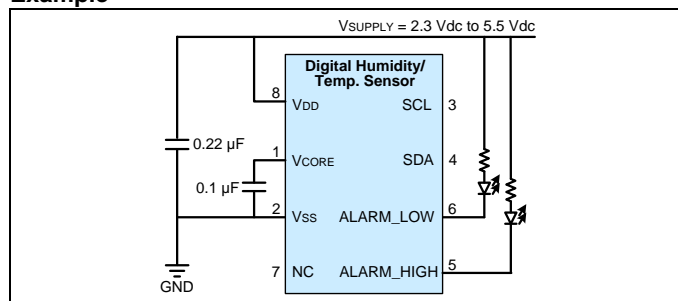 Example
VSUPPLY = 2.3 Vdc to 5.5 Vdc
Digital Humidity/
Temp. Sensor
8 VDD SCL 3
0.22 µF
1 VCORE SDA 4
0.1 µF
2 VSS ALARM_LOW 6
7 NC ALARM_HIGH 5
GND